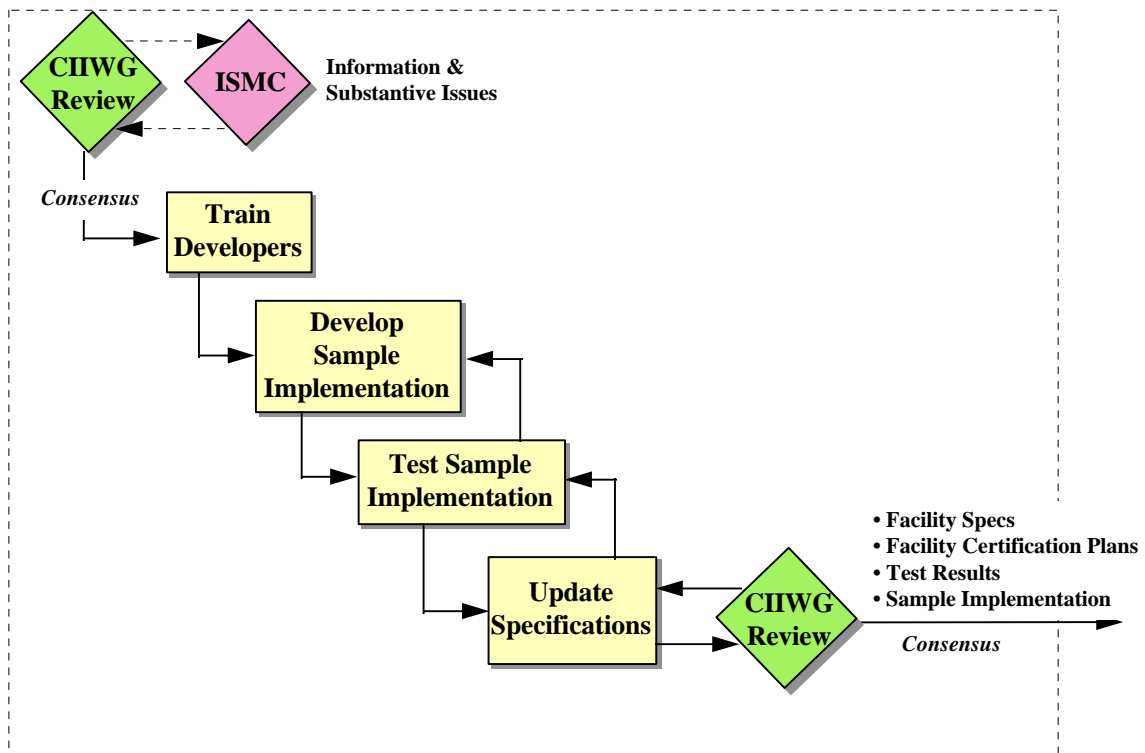 CIIWG
Review
ISMC
Information &
Substantive Issues
Consensus
Train
Developers
Develop
Sample
Implementation
Test Sample
Implementation
Update
Specifications
CIIWG
Review
• Facility Specs
• Facility Certification Plans
• Test Results
• Sample Implementation
Consensus